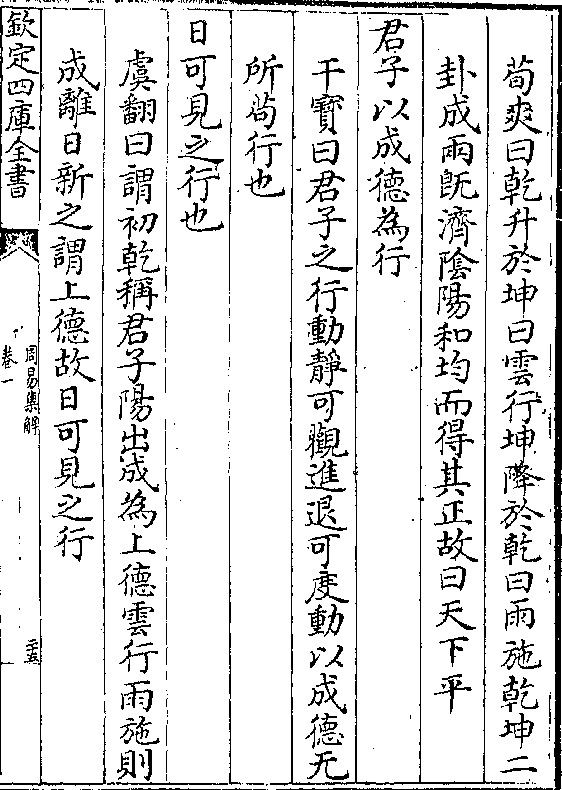 荀爽曰乾升於坤曰雲行坤降於乾曰雨施乾坤二
卦成兩既濟陰陽和均而得其正故曰天下平
君子以成德為行
干寳曰君子之行動靜可觀進退可度動以成德无
所茍行也
日可見之行也
虞翻曰謂初乾稱君子陽出成為上德雲行雨施則
成離日新之謂上德故日可見之行
欽定四庫全書
周易集解
卷一
二十五